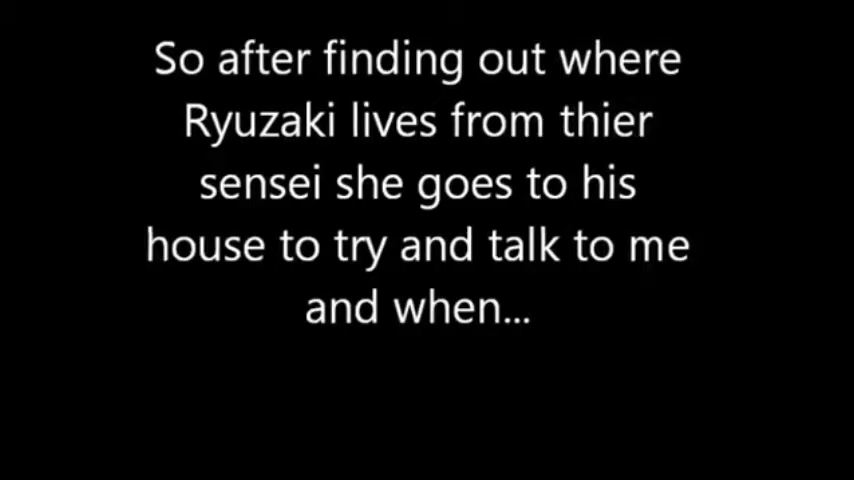 So after finding out where
Ryuzaki lives from thier
sensei she goes to his
house to try and talk to me
and when...